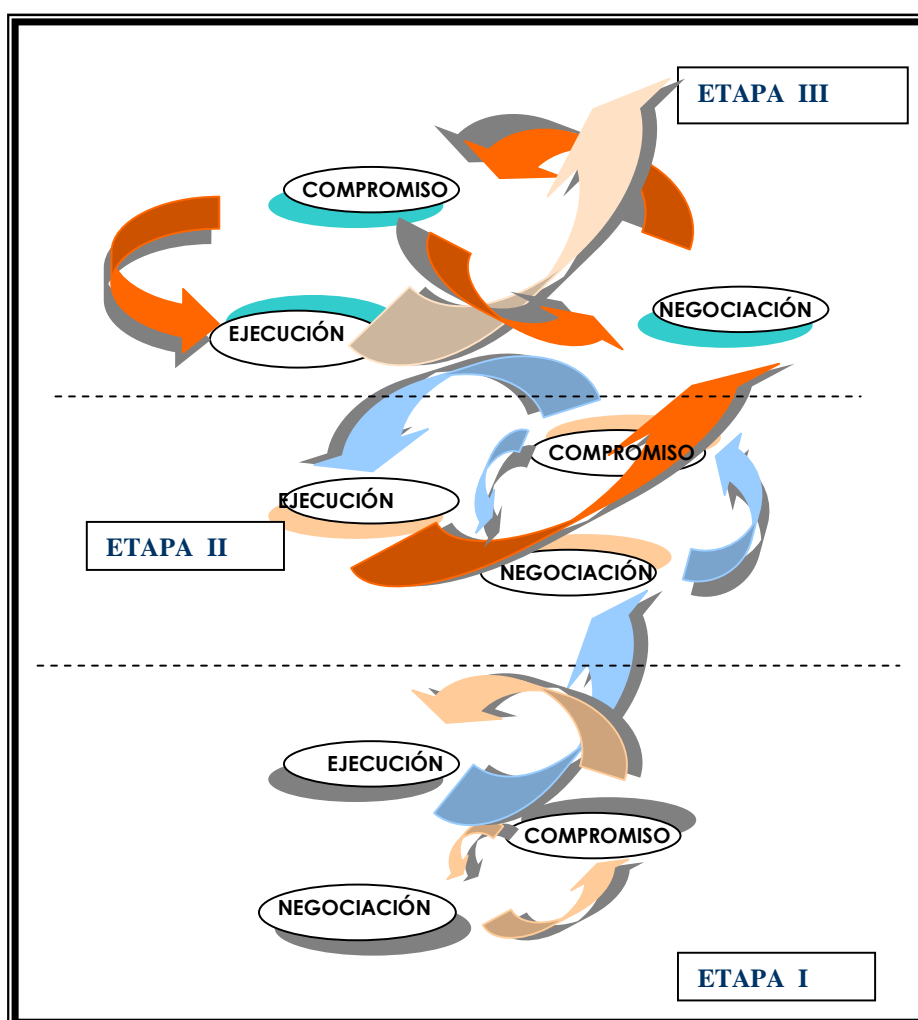 ETAPA III
COMPROMISO
NEGOCIACIÓN
EJECUCIÓN
COMPROMISO
EJECUCIÓN
ETAPA II
NEGOCIACIÓN
EJECUCIÓN
COMPROMISO
NEGOCIACIÓN
ETAPA I